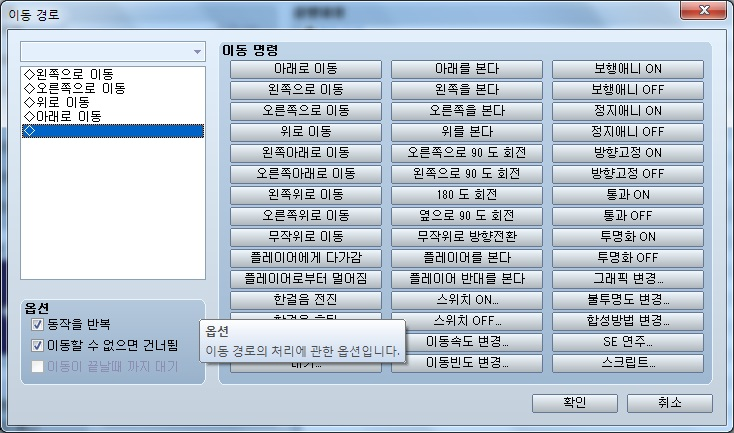 이동 경로
◇왼쪽으로 이동
◇오른쪽으로 이동
◇위로 이동
◇아래로 이동
◇
옵션
동작을 반복
이동할 수 없으면 건너뜀
이동이 끝날때 까지 대기
이동 명령
아래로 이동
왼쪽으로 이동
오른쪽으로 이동
위로 이동
왼쪽아래로 이동
오른쪽아래로 이동
왼쪽위로 이동
오른쪽위로 이동
무작위로 이동
플레이어에게 다가감
플레이어로부터 멀어짐
한걸음 전진
아래를 본다
왼쪽을 본다
오른쪽을 본다
위를 본다
오른쪽으로 90 도 회전
왼쪽으로 90 도 회전
180 도 회전
옆으로 90 도 회전
무작위로 방향전환
플레이어를 본다
플레이어 반대를 본다
스위치 ON...
스위치 OFF...
이동속도 변경...
이동빈도 변경...
보행애니 ON
보행애니 OFF
정지애니 ON
정지애니 OFF
방향고정 ON
방향고정 OFF
통과 ON
통과 OFF
투명화 ON
투명화 OFF
그래픽 변경...
불투명도 변경...
합성방법 변경...
SE 연주...
스크립트...
옵션
이동 경로의 처리에 관한 옵션입니다.
확인
취소